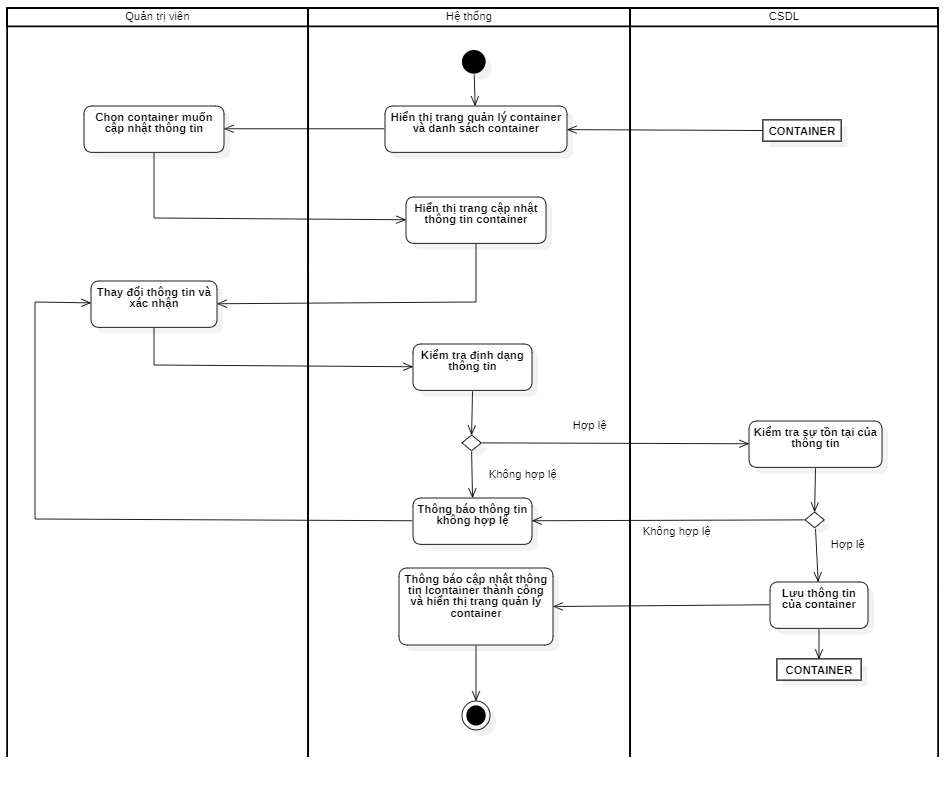 Quản trị viên
Hệ thống
CSDL
Chọn container muốn
cập nhật thông tin
Hiển thị trang quản lý container
và danh sách container
CONTAINER
Hiển thị trang cập nhật
thông tin container
Thay đổi thông tin và
xác nhận
Kiểm tra định dạng
thông tin
Hợp lệ
Kiểm tra sự tồn tại của
thông tin
Không hợp lệ
Thông báo thông tin
không hợp lệ
Không hợp lệ
Hợp lệ
Thông báo cập nhật thông
tin lcontainer thành công
và hiển thị trang quản lý
container
Lưu thông tin
của container
CONTAINER